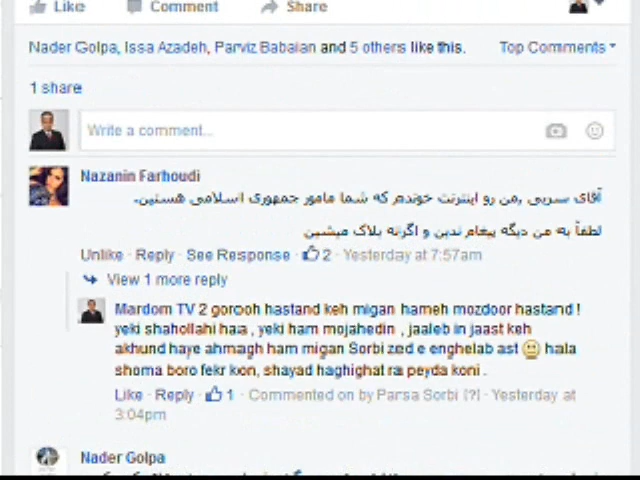 Like Comment Share
Nader Golpa, Issa Azadeh, Parviz Babaian and 5 others like this. Top Comments
1 share
Write a comment...
Nazanin Farhoudi
آقای سربی ,من رو اینترنت خوندم که شما مامور جمهوری اسلامی هستین.
لطفاً به من دیگه پیغام ندین و اگرنه بلاک میشین
Unlike · Reply · See Response · 2 · Yesterday at 7:57am
View 1 more reply
Mardom TV 2 gorooh hastand keh migan hameh mozdoor hastand !
yeki shahollahi haa , yeki ham mojahedin , jaaleb in jaast keh
akhund haye ahmagh ham migan Sorbi zed e enghelab ast hala
shoma boro fekr kon, shayad haghighat ra peyda koni .
Like · Reply · 1 · Commented on by Parsa Sorbi [?] · Yesterday at
3:04pm
Nader Golpa